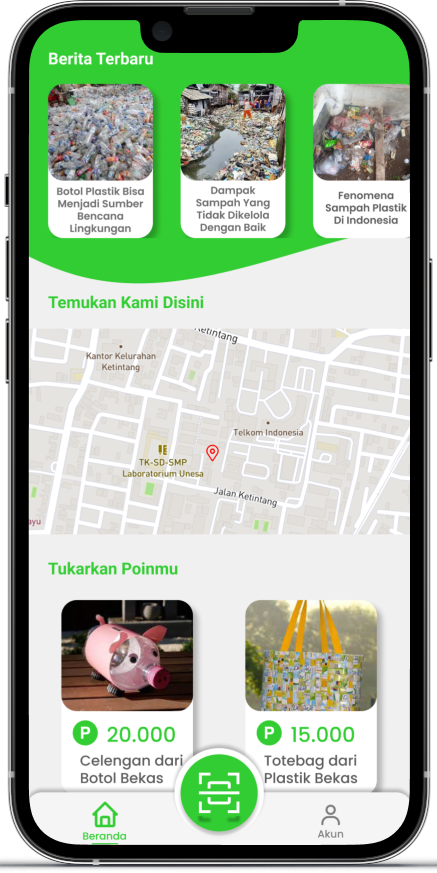 Berita Terbaru
Botol Plastik Bisa
Menjadi Sumber
Bencana
Lingkungan
Dampak
Sampah Yang
Tidak Dikelola
Dengan Baik
Fenomena
Sampah Plastik
Di Indonesia
Temukan Kami Disini
Ketintang
Kantor Kelurahan
Ketintang
Telkom Indonesia
TK-SD-SMP
Laboratorium Unesa
Jalan Ketintang
ayu
Tukarkan Poinmu
P 20.000
Celengan dari
Botol Bekas
P 15.000
Totebag dari
Plastik Bekas
Beranda
Akun